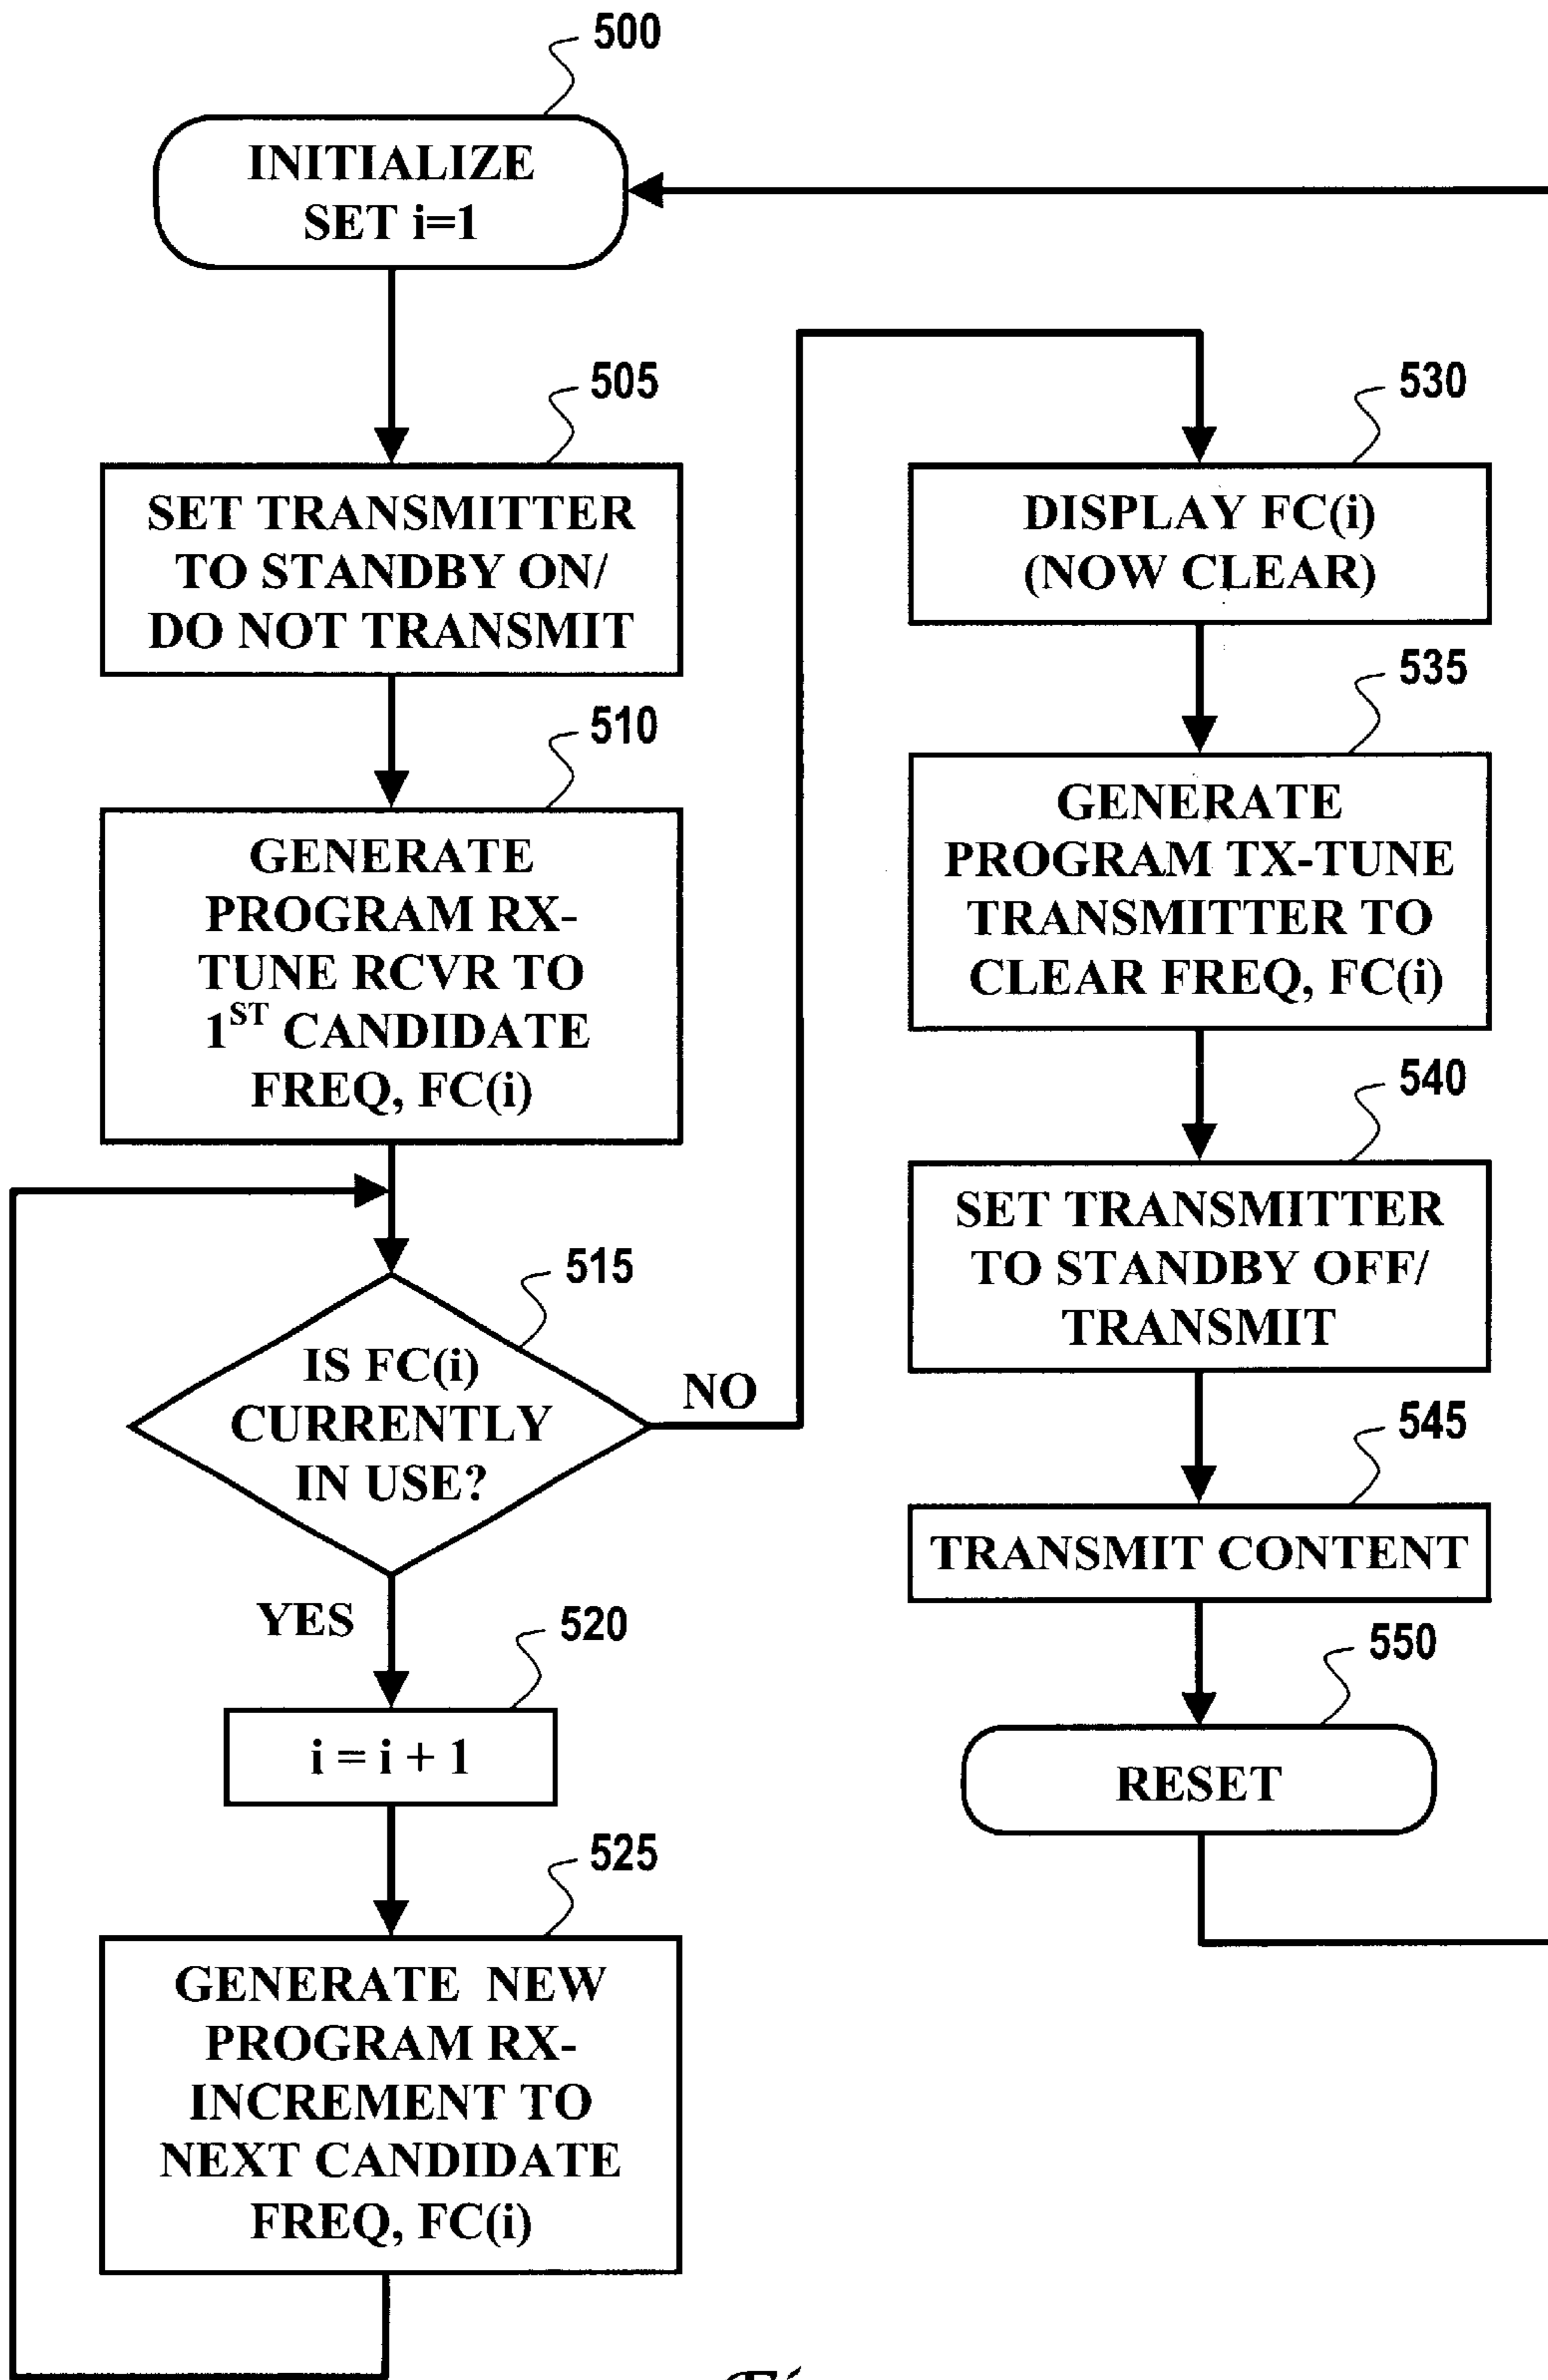 500
INITIALIZE
SET i=1
505
SET TRANSMITTER
TO STANDBY ON/
DO NOT TRANSMIT
510
GENERATE
PROGRAM RX-
TUNE RCVR TO
1ST CANDIDATE
FREQ, FC(i)
515
IS FC(i)
CURRENTLY
IN USE?
NO
YES
520
i = i + 1
525
GENERATE NEW
PROGRAM RX-
INCREMENT TO
NEXT CANDIDATE
FREQ, FC(i)
530
DISPLAY FC(i)
(NOW CLEAR)
535
GENERATE
PROGRAM TX-TUNE
TRANSMITTER TO
CLEAR FREQ, FC(i)
540
SET TRANSMITTER
TO STANDBY OFF/
TRANSMIT
545
TRANSMIT CONTENT
550
RESET